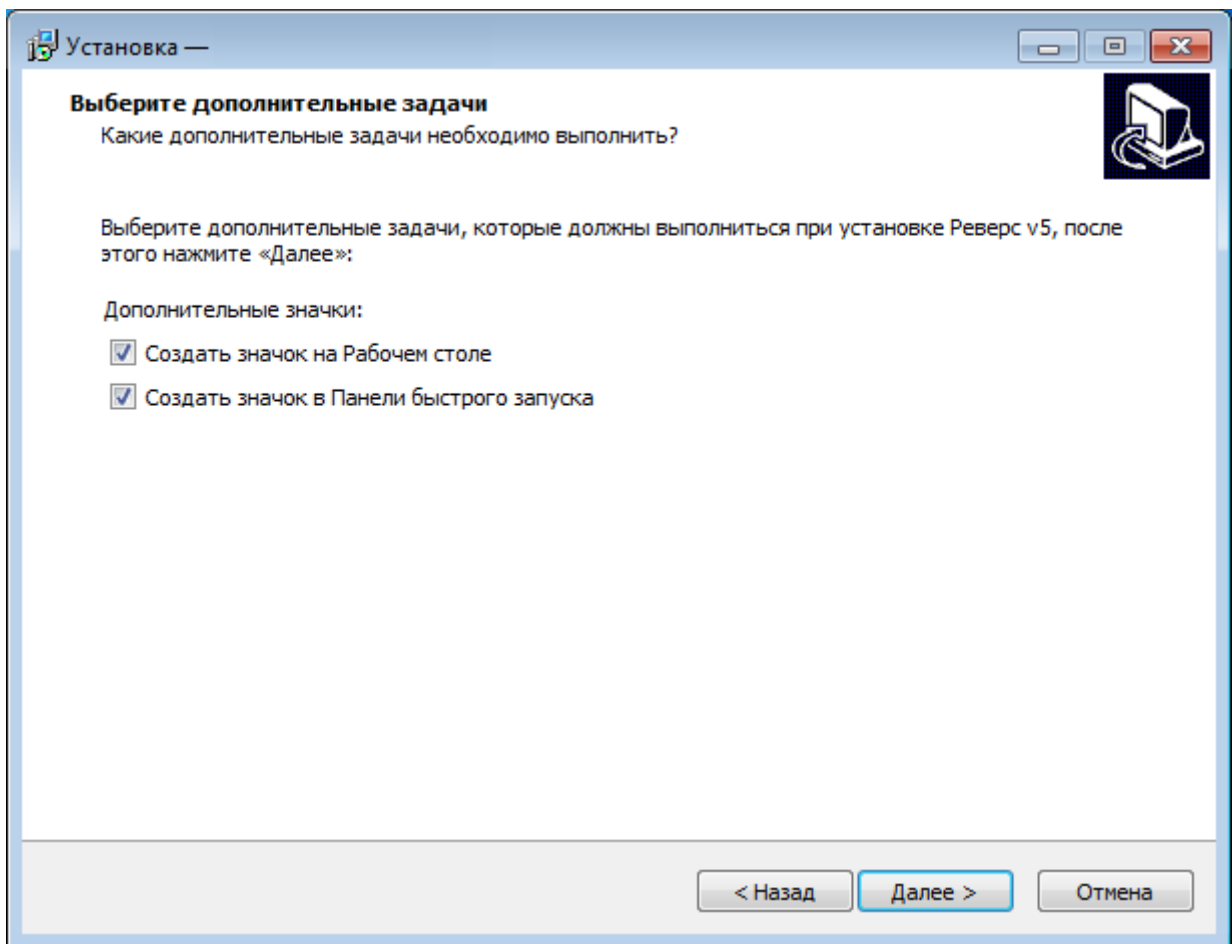 Установка —
Выберите дополнительные задачи
Какие дополнительные задачи необходимо выполнить?
Выберите дополнительные задачи, которые должны выполниться при установке Реверс v5, после
этого нажмите «Далее»:
Дополнительные значки:
Создать значок на Рабочем столе
Создать значок в Панели быстрого запуска
< Назад
Далее >
Отмена